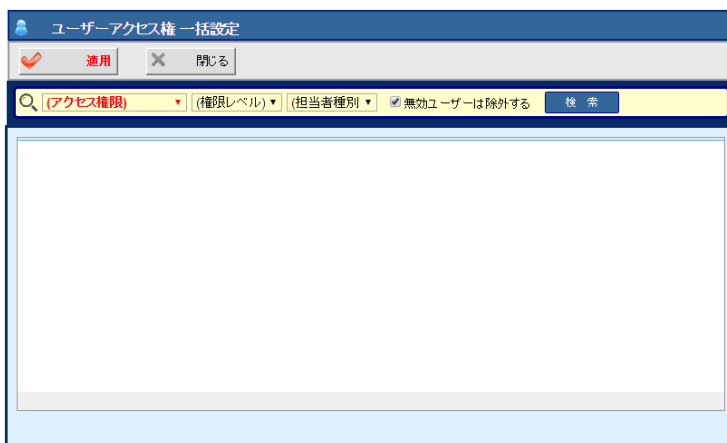 ユーザーアクセス権 一括設定
適用 閉じる
(アクセス権限) (権限レベル) (担当者種別 無効ユーザーは除外する 検 索